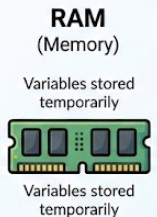 RAM
(Memory)
Variables stored
temporarily
Variables stored
temporarily